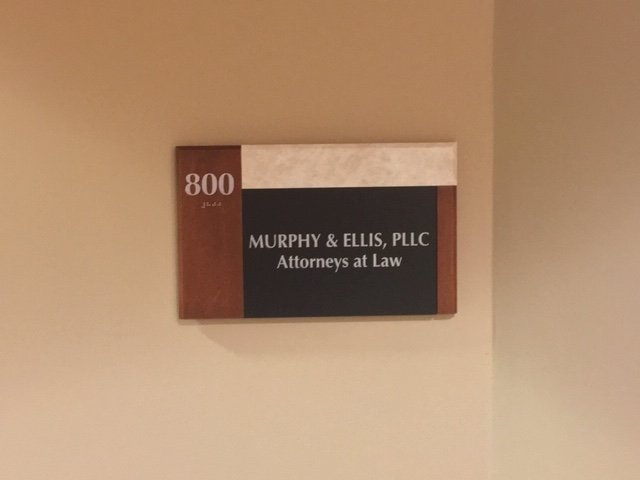 800
MURPHY & ELLIS, PLLC
Attorneys at Law